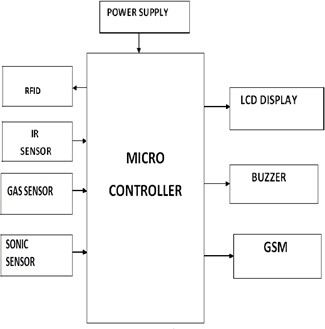 POWER SUPPLY
RFID
IR
SENSOR
GAS SENSOR
SONIC
SENSOR
MICRO
CONTROLLER
LCD DISPLAY
BUZZER
GSM